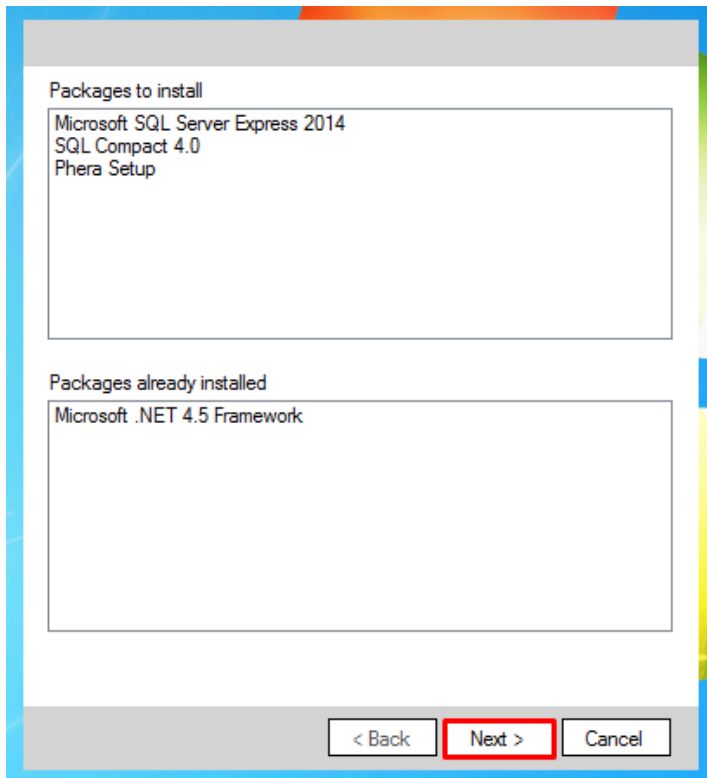 Packages to install
Microsoft SQL Server Express 2014
SQL Compact 4.0
Phera Setup
Packages already installed
Microsoft .NET 4.5 Framework
< Back Next > Cancel